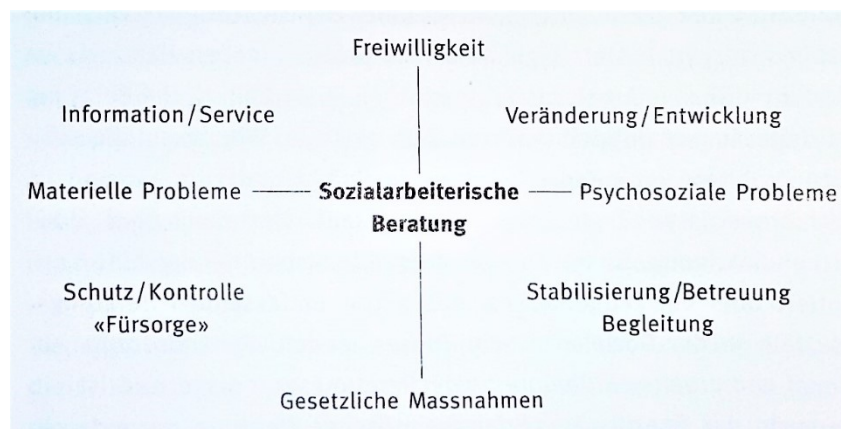 Freiwilligkeit
Information/Service
Veränderung/Entwicklung
Materielle Probleme
Sozialarbeiterische
Beratung
Psychosoziale Probleme
Schutz/Kontrolle
«Fürsorge»
Stabilisierung/Betreuung
Begleitung
Gesetzliche Massnahmen